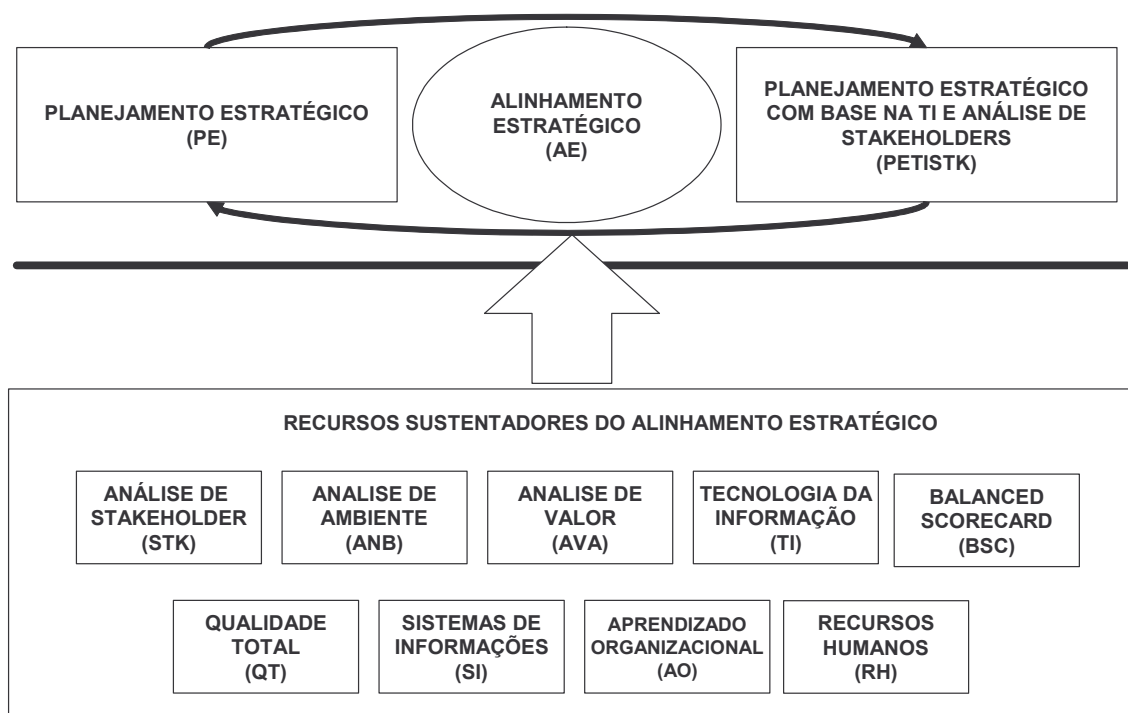 PLANEJAMENTO ESTRATÉGICO
(PE)
ALINHAMENTO
ESTRATÉGICO
(AE)
PLANEJAMENTO ESTRATÉGICO
COM BASE NA TI E ANÁLISE DE
STAKEHOLDERS
(PETISTK)
RECURSOS SUSTENTADORES DO ALINHAMENTO ESTRATÉGICO
ANÁLISE DE
STAKEHOLDER
(STK)
ANALISE DE
AMBIENTE
(ANB)
ANALISE DE
VALOR
(AVA)
TECNOLOGIA DA
INFORMAÇÃO
(TI)
BALANCED
SCORECARD
(BSC)
QUALIDADE
TOTAL
(QT)
SISTEMAS DE
INFORMAÇÕES
(SI)
APRENDIZADO
ORGANIZACIONAL
(AO)
RECURSOS
HUMANOS
(RH)